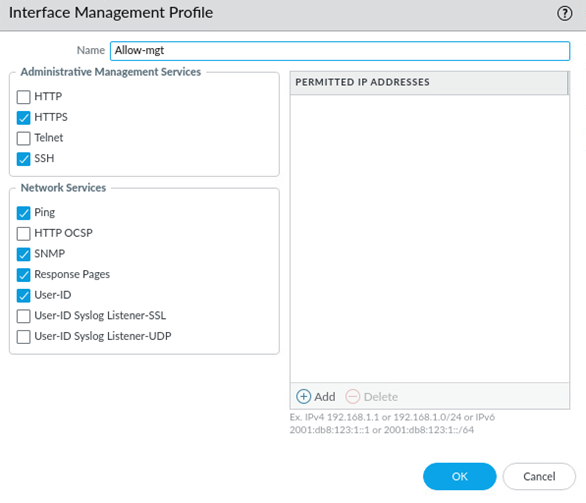 Interface Management Profile
Name Allow-mgt
Administrative Management Services
HTTP
HTTPS
Telnet
SSH
Network Services
Ping
HTTP OCSP
SNMP
Response Pages
User-ID
User-ID Syslog Listener-SSL
User-ID Syslog Listener-UDP
PERMITTED IP ADDRESSES
Add Delete
Ex. IPv4 192.168.1.1 or 192.168.1.0/24 or IPv6
2001:db8:123:1::1 or 2001:db8:123:1::/64
OK Cancel